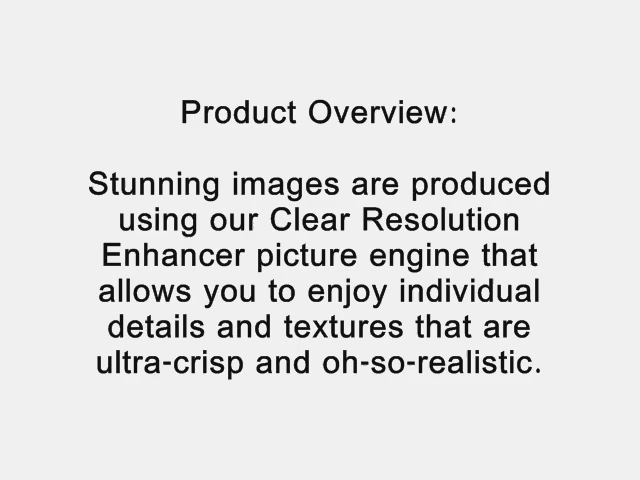 Product Overview:
Stunning images are produced
using our Clear Resolution
Enhancer picture engine that
allows you to enjoy individual
details and textures that are
ultra-crisp and oh-so-realistic.